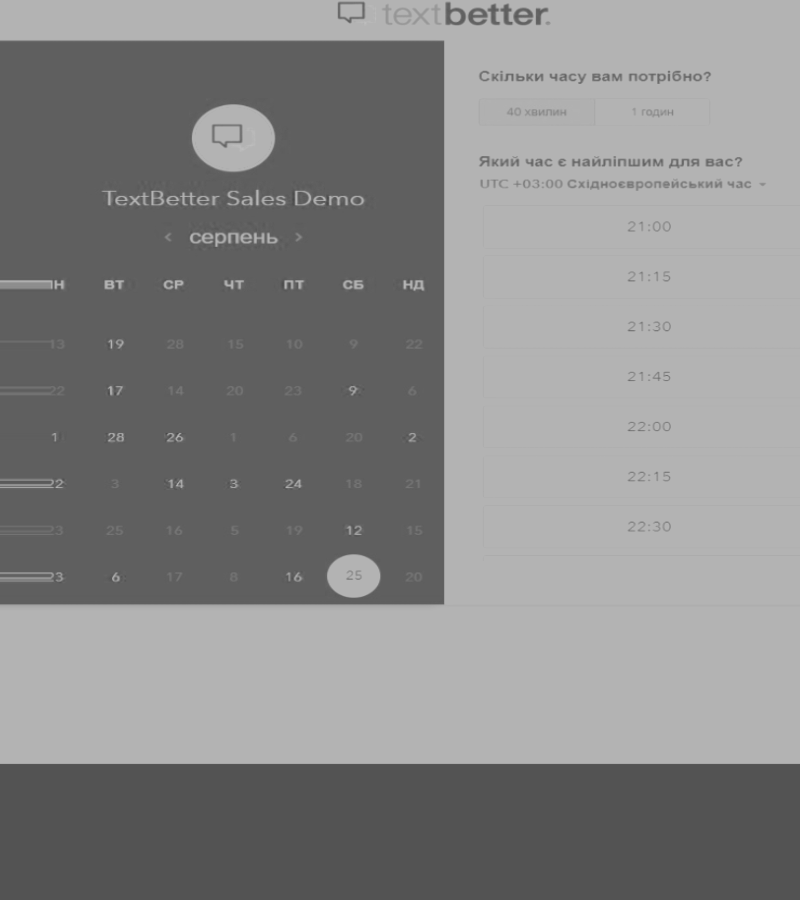 textbetter.
TextBetter Sales Demo
< серпень >
ВТ СР ЧТ ПТ СБ НД
13 19 28 15 10 9 22
22 17 14 20 23 9 6
1 28 26 1 6 20 2
22 3 14 3 24 18 21
23 25 16 5 19 12 15
23 6 17 8 16 25 20
Скільки часу вам потрібно?
40 хвилин 1 годин
Який час є найліпшим для вас?
UTC +03:00 Східноєвропейський час
21:00
21:15
21:30
21:45
22:00
22:15
22:30